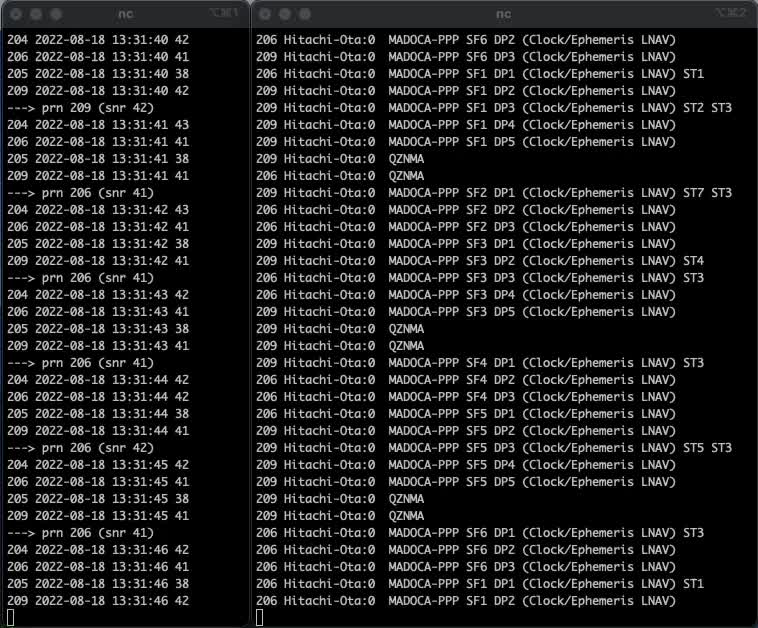 nc ⌥⌘1
204 2022-08-18 13:31:40 42
206 2022-08-18 13:31:40 41
205 2022-08-18 13:31:40 38
209 2022-08-18 13:31:40 42
---> prn 209 (snr 42)
204 2022-08-18 13:31:41 43
206 2022-08-18 13:31:41 41
205 2022-08-18 13:31:41 38
209 2022-08-18 13:31:41 41
---> prn 206 (snr 41)
204 2022-08-18 13:31:42 43
206 2022-08-18 13:31:42 41
205 2022-08-18 13:31:42 38
209 2022-08-18 13:31:42 41
---> prn 206 (snr 41)
204 2022-08-18 13:31:43 42
206 2022-08-18 13:31:43 41
205 2022-08-18 13:31:43 38
209 2022-08-18 13:31:43 41
---> prn 206 (snr 41)
204 2022-08-18 13:31:44 42
206 2022-08-18 13:31:44 42
205 2022-08-18 13:31:44 38
209 2022-08-18 13:31:44 41
---> prn 206 (snr 42)
204 2022-08-18 13:31:45 42
206 2022-08-18 13:31:45 41
205 2022-08-18 13:31:45 38
209 2022-08-18 13:31:45 41
---> prn 206 (snr 41)
204 2022-08-18 13:31:46 42
206 2022-08-18 13:31:46 41
205 2022-08-18 13:31:46 38
209 2022-08-18 13:31:46 42
nc ⌥⌘2
206 Hitachi-Ota:0 MADOCA-PPP SF6 DP2 (Clock/Ephemeris LNAV)
206 Hitachi-Ota:0 MADOCA-PPP SF6 DP3 (Clock/Ephemeris LNAV)
206 Hitachi-Ota:0 MADOCA-PPP SF1 DP1 (Clock/Ephemeris LNAV) ST1
206 Hitachi-Ota:0 MADOCA-PPP SF1 DP2 (Clock/Ephemeris LNAV)
209 Hitachi-Ota:0 MADOCA-PPP SF1 DP3 (Clock/Ephemeris LNAV) ST2 ST3
209 Hitachi-Ota:0 MADOCA-PPP SF1 DP4 (Clock/Ephemeris LNAV)
209 Hitachi-Ota:0 MADOCA-PPP SF1 DP5 (Clock/Ephemeris LNAV)
209 Hitachi-Ota:0 QZNMA
209 Hitachi-Ota:0 QZNMA
209 Hitachi-Ota:0 MADOCA-PPP SF2 DP1 (Clock/Ephemeris LNAV) ST7 ST3
209 Hitachi-Ota:0 MADOCA-PPP SF2 DP2 (Clock/Ephemeris LNAV)
209 Hitachi-Ota:0 MADOCA-PPP SF2 DP3 (Clock/Ephemeris LNAV)
209 Hitachi-Ota:0 MADOCA-PPP SF3 DP1 (Clock/Ephemeris LNAV)
209 Hitachi-Ota:0 MADOCA-PPP SF3 DP2 (Clock/Ephemeris LNAV) ST4
206 Hitachi-Ota:0 MADOCA-PPP SF3 DP3 (Clock/Ephemeris LNAV) ST3
206 Hitachi-Ota:0 MADOCA-PPP SF3 DP4 (Clock/Ephemeris LNAV)
206 Hitachi-Ota:0 MADOCA-PPP SF3 DP5 (Clock/Ephemeris LNAV)
209 Hitachi-Ota:0 QZNMA
209 Hitachi-Ota:0 QZNMA
209 Hitachi-Ota:0 MADOCA-PPP SF4 DP1 (Clock/Ephemeris LNAV) ST3
206 Hitachi-Ota:0 MADOCA-PPP SF4 DP2 (Clock/Ephemeris LNAV)
206 Hitachi-Ota:0 MADOCA-PPP SF4 DP3 (Clock/Ephemeris LNAV)
206 Hitachi-Ota:0 MADOCA-PPP SF5 DP1 (Clock/Ephemeris LNAV)
209 Hitachi-Ota:0 MADOCA-PPP SF5 DP2 (Clock/Ephemeris LNAV)
209 Hitachi-Ota:0 MADOCA-PPP SF5 DP3 (Clock/Ephemeris LNAV) ST5 ST3
209 Hitachi-Ota:0 MADOCA-PPP SF5 DP4 (Clock/Ephemeris LNAV)
206 Hitachi-Ota:0 MADOCA-PPP SF5 DP5 (Clock/Ephemeris LNAV)
209 Hitachi-Ota:0 QZNMA
209 Hitachi-Ota:0 QZNMA
206 Hitachi-Ota:0 MADOCA-PPP SF6 DP1 (Clock/Ephemeris LNAV) ST3
206 Hitachi-Ota:0 MADOCA-PPP SF6 DP2 (Clock/Ephemeris LNAV)
206 Hitachi-Ota:0 MADOCA-PPP SF6 DP3 (Clock/Ephemeris LNAV)
209 Hitachi-Ota:0 MADOCA-PPP SF1 DP1 (Clock/Ephemeris LNAV) ST1
206 Hitachi-Ota:0 MADOCA-PPP SF1 DP2 (Clock/Ephemeris LNAV)